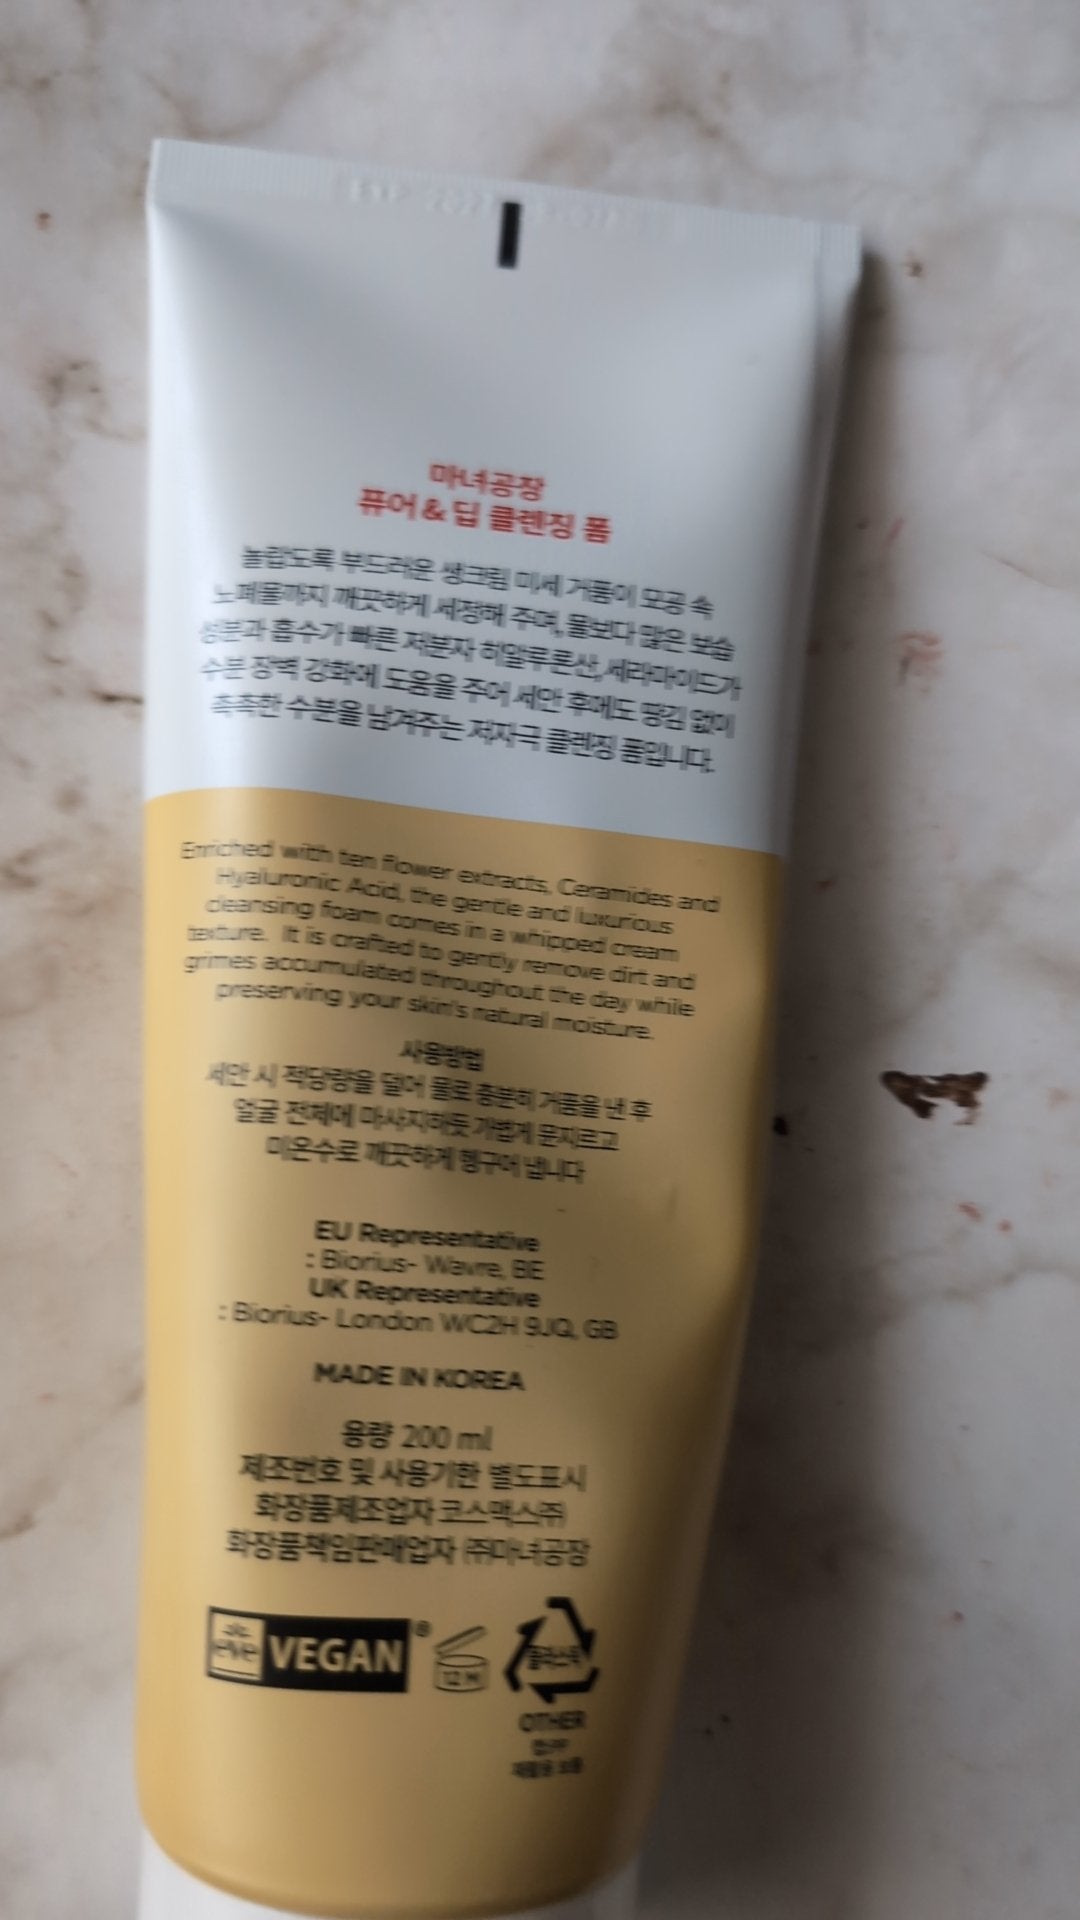 마녀공장
퓨어 & 딥 클렌징 폼
놀랍도록 부드러운 생크림 미세 거품이 모공 속
노폐물까지 깨끗하게 세정해 주며, 물보다 많은 보습
성분과 흡수가 빠른 저분자 히알루론산, 세라마이드가
수분 장벽 강화에 도움을 주어 세안 후에도 땅김 없이
촉촉한 수분을 남겨주는 저자극 클렌징 폼입니다.
Enriched with ten flower extracts, Ceramides and
Hyaluronic Acid, the gentle and luxurious
cleansing foam comes in a whipped cream
texture. It is crafted to gently remove dirt and
grimes accumulated throughout the day while
preserving your skin's natural moisture.
사용방법
세안 시 적당량을 덜어 물로 충분히 거품을 낸 후
얼굴 전체에 마사지하듯 가볍게 문지르고
미온수로 깨끗하게 헹구어 냅니다
EU Representative
: Biorius- Wavre, BE
UK Representative
: Biorius- London WC2H 9JQ, GB
MADE IN KOREA
용량 200 ml
제조번호 및 사용기한 별도표시
화장품제조업자 코스맥스(주)
화장품책임판매업자 (주)마녀공장
eve VEGAN®
12 M
플라스틱
OTHER